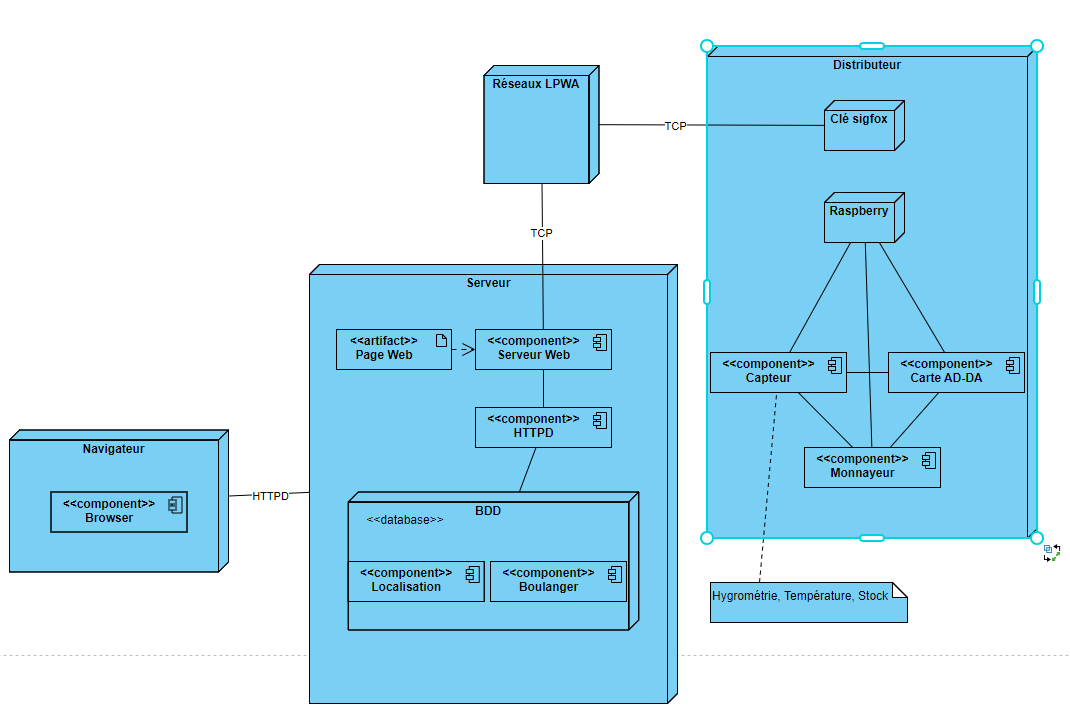 Distributeur
Réseaux LPWA
Clé sigfox
TCP
Raspberry
TCP
Serveur
<<artifact>>
Page Web
<<component>>
Serveur Web
<<component>>
Capteur
<<component>>
Carte AD-DA
<<component>>
HTTPD
Navigateur
<<component>>
Monnayeur
HTTPD
<<component>>
Browser
BDD
<<database>>
<<component>>
Localisation
<<component>>
Boulanger
Hygrométrie, Température, Stock